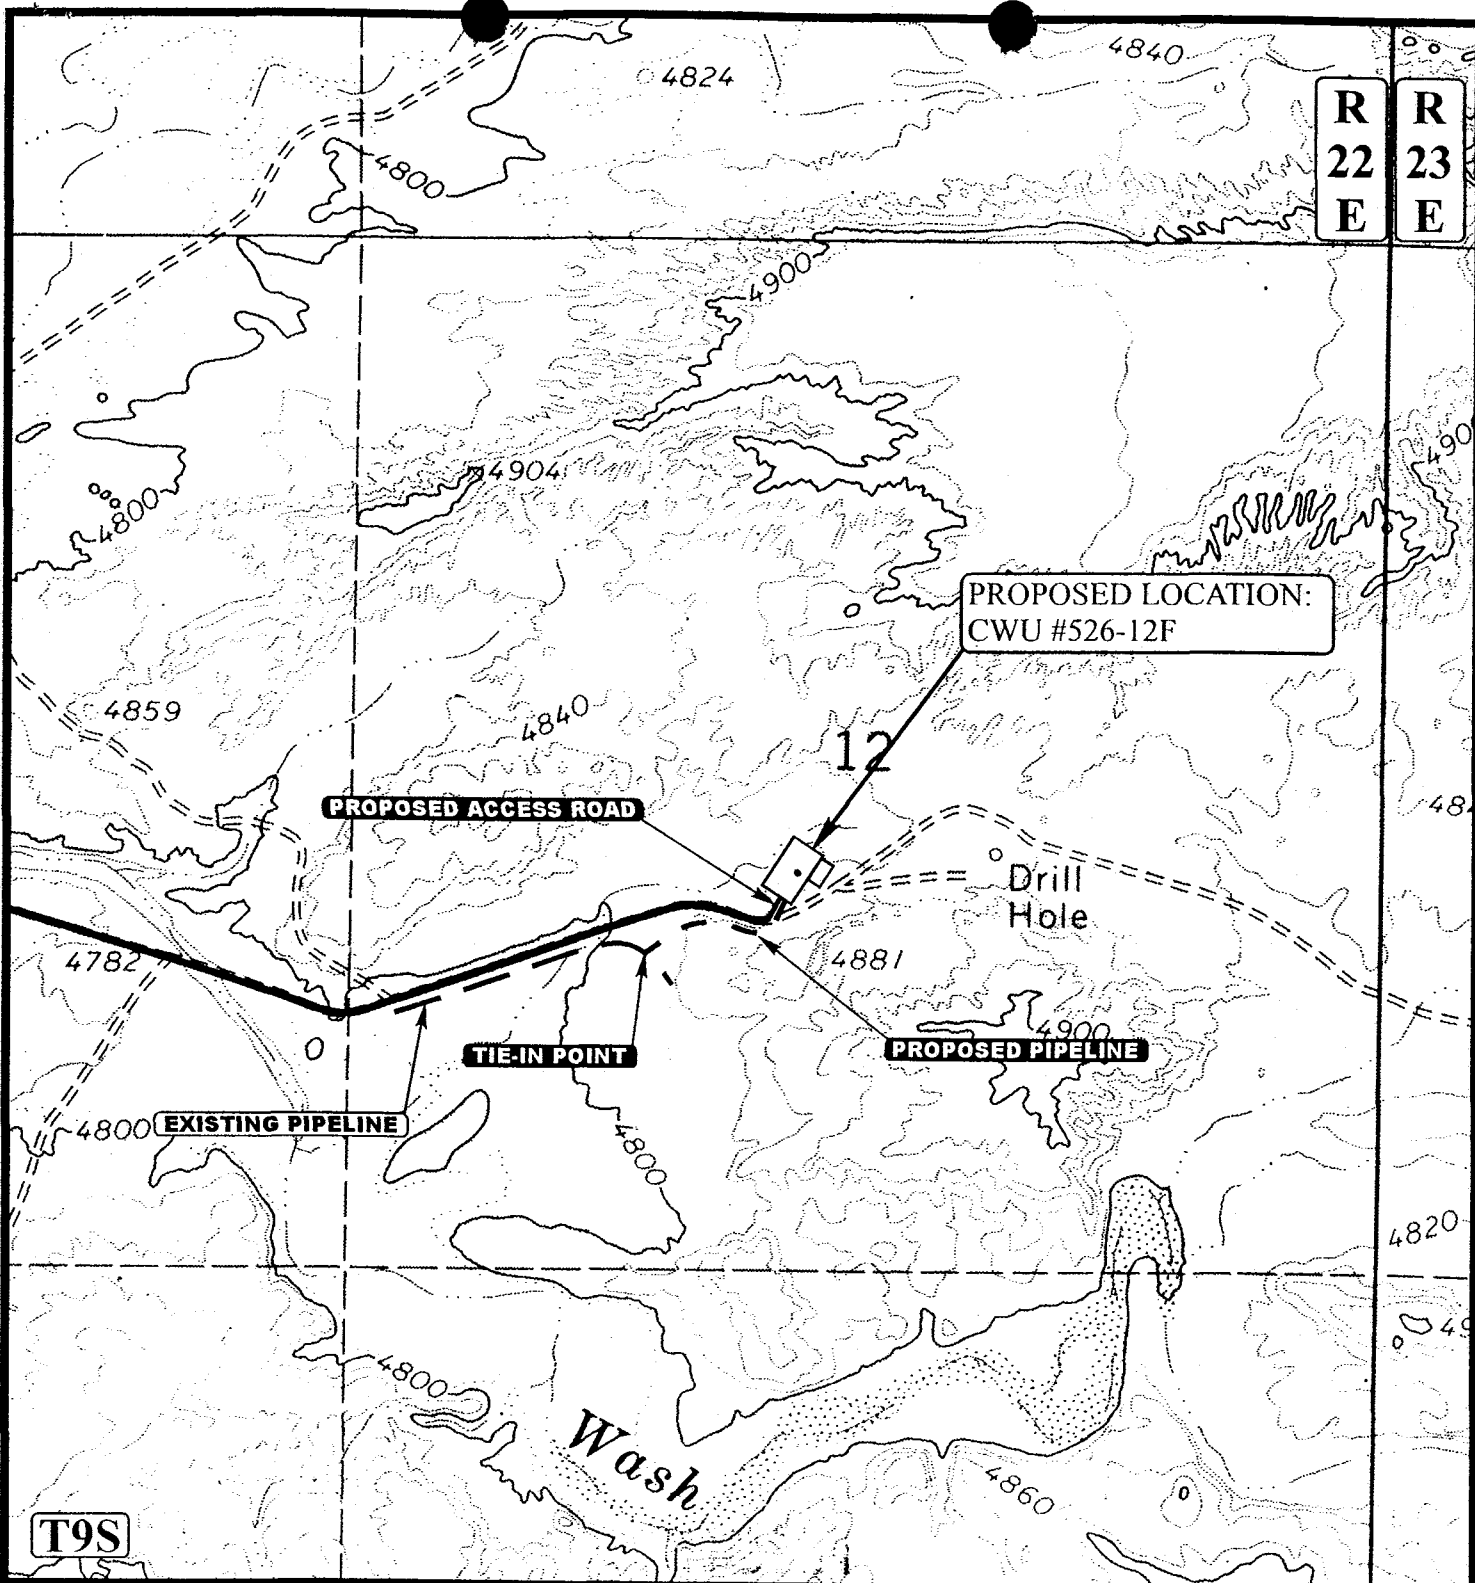 4840
4824
R
22
E
R
23
E
4800
4900
4904
4800
PROPOSED LOCATION:
CWU #526-12F
4859
4840
12
PROPOSED ACCESS ROAD
Drill
Hole
4782
4881
4900
TIE-IN POINT
PROPOSED PIPELINE
4800
EXISTING PIPELINE
4800
4820
4800
Wash
4860
T9S